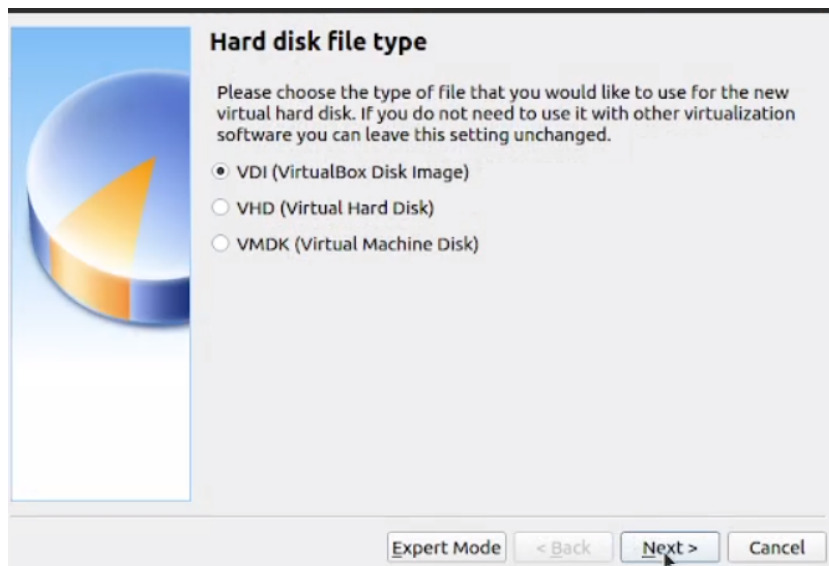 Hard disk file type
Please choose the type of file that you would like to use for the new
virtual hard disk. If you do not need to use it with other virtualization
software you can leave this setting unchanged.
VDI (VirtualBox Disk Image)
VHD (Virtual Hard Disk)
VMDK (Virtual Machine Disk)
Expert Mode < Back Next > Cancel